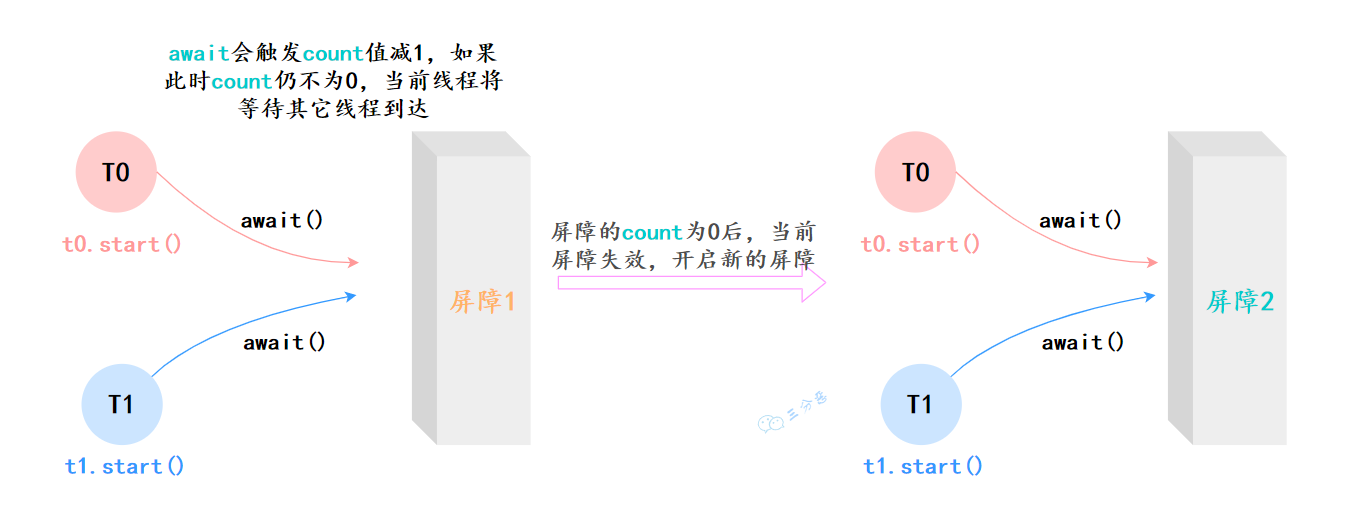 await会触发count值减1，如果
此时count仍不为0，当前线程将
等待其它线程到达
T0
await()
t0.start()
屏障1
T1
await()
t1.start()
屏障的count为0后，当前
屏障失效，开启新的屏障
三分恶
T0
await()
t0.start()
屏障2
T1
await()
t1.start()